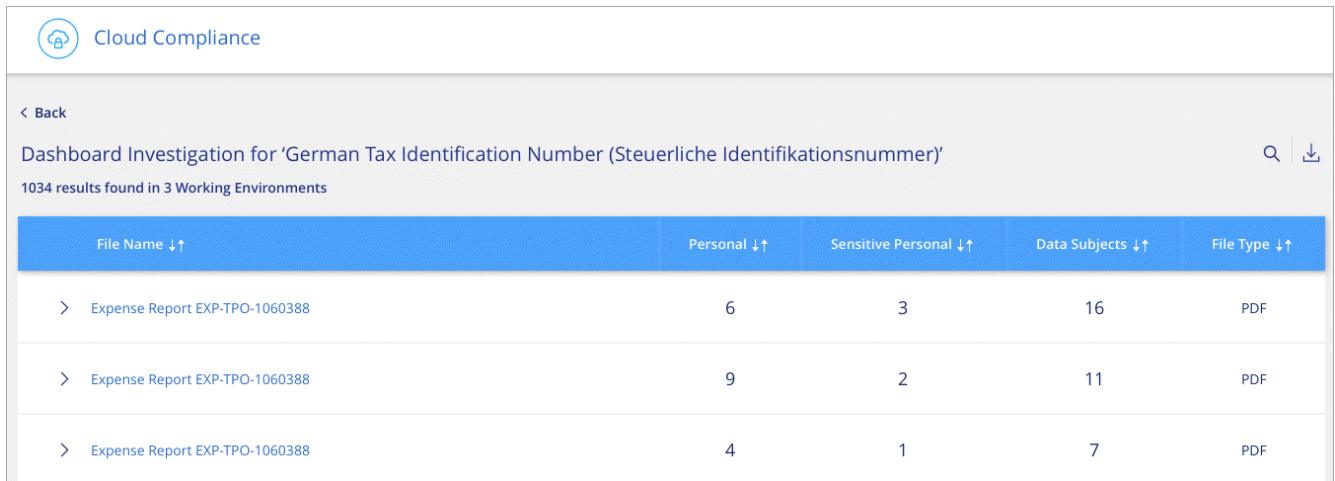 Cloud Compliance
< Back
Dashboard Investigation for ‘German Tax Identification Number (Steuerliche Identifikationsnummer)’
1034 results found in 3 Working Environments
File Name ↓↑ Personal ↓↑ Sensitive Personal ↓↑ Data Subjects ↓↑ File Type ↓↑
> Expense Report EXP-TPO-1060388 6 3 16 PDF
> Expense Report EXP-TPO-1060388 9 2 11 PDF
> Expense Report EXP-TPO-1060388 4 1 7 PDF